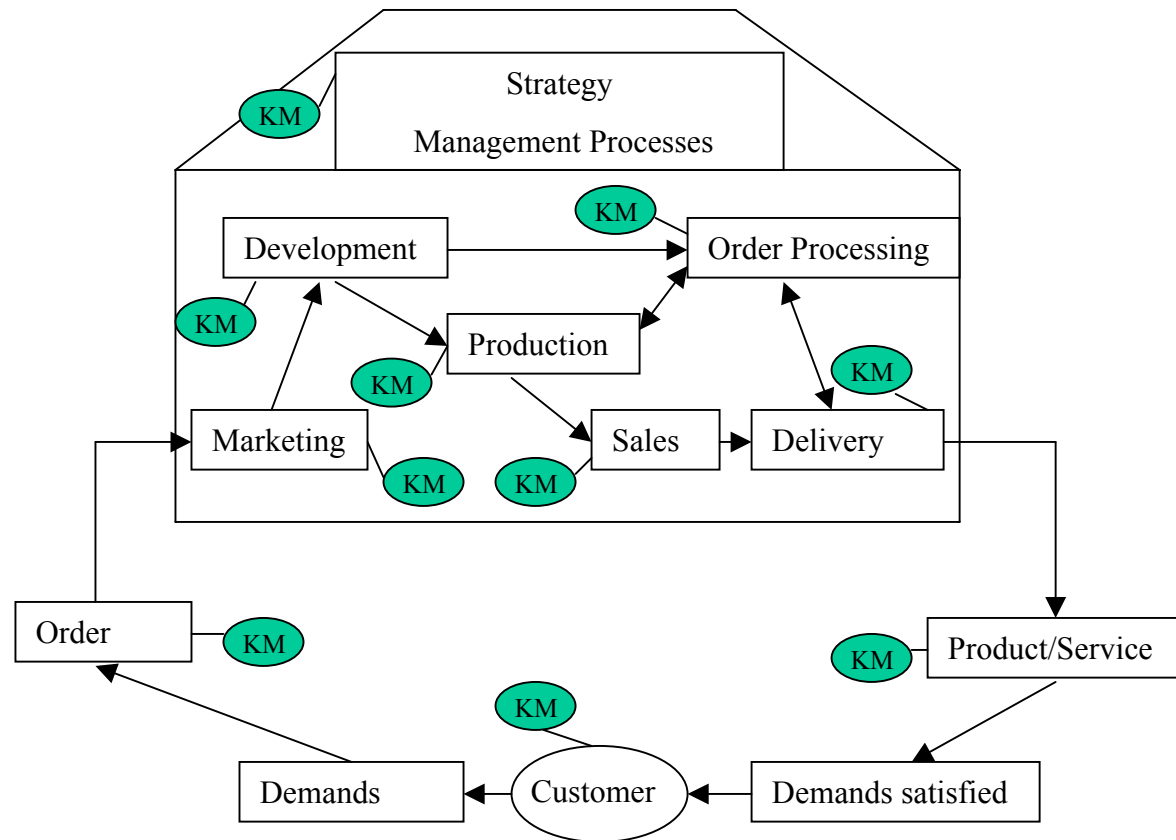 Strategy
Management Processes
KM
KM
Development
Order Processing
KM
Production
KM
KM
Marketing
Sales
Delivery
KM
KM
Order
KM
Product/Service
KM
KM
Demands
Customer
Demands satisfied